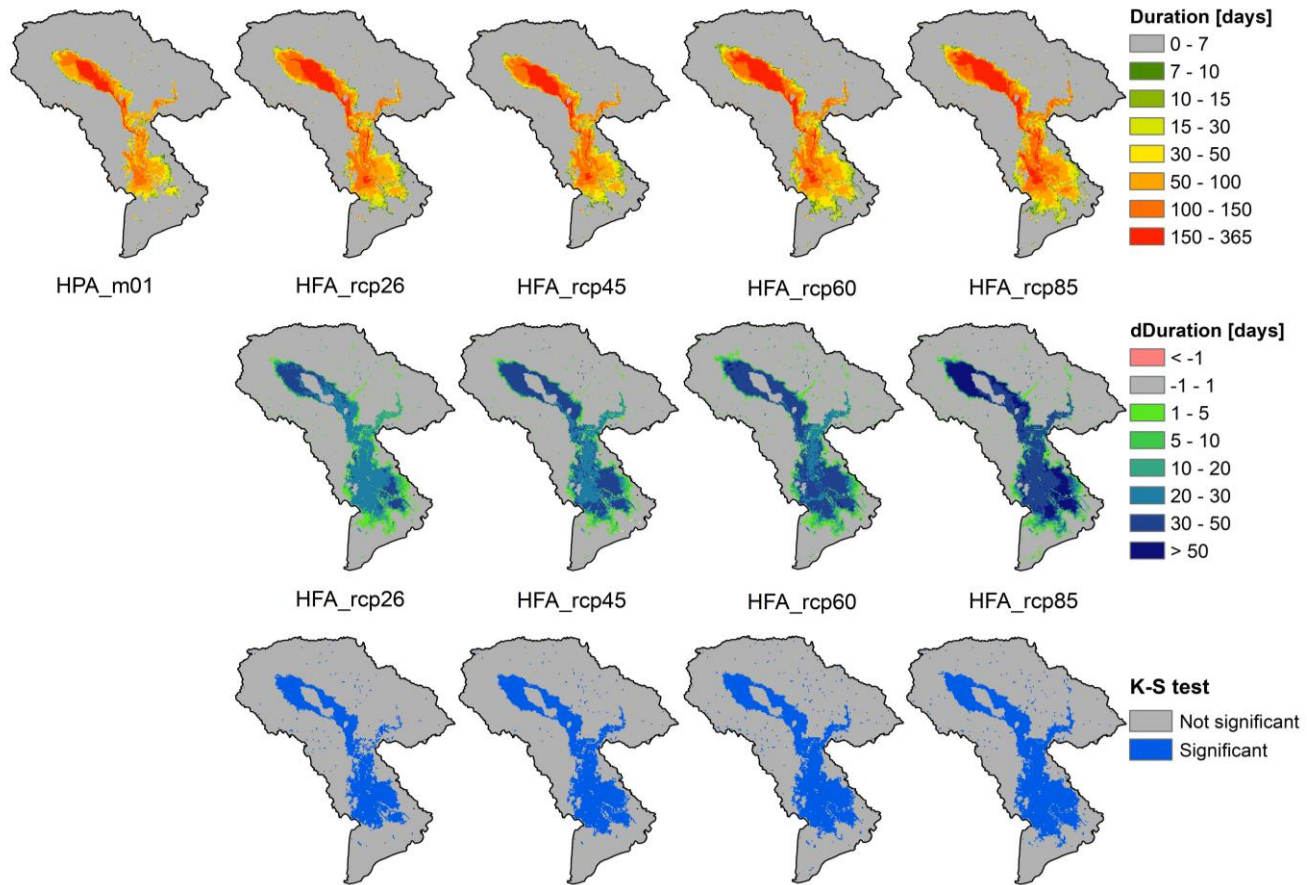 Duration [days]
0 - 7
7 - 10
10 - 15
15 - 30
30 - 50
50 - 100
100 - 150
150 - 365
HPA_m01
HFA_rcp26
HFA_rcp45
HFA_rcp60
HFA_rcp85
dDuration [days]
< -1
-1 - 1
1 - 5
5 - 10
10 - 20
20 - 30
30 - 50
> 50
HFA_rcp26
HFA_rcp45
HFA_rcp60
HFA_rcp85
K-S test
Not significant
Significant